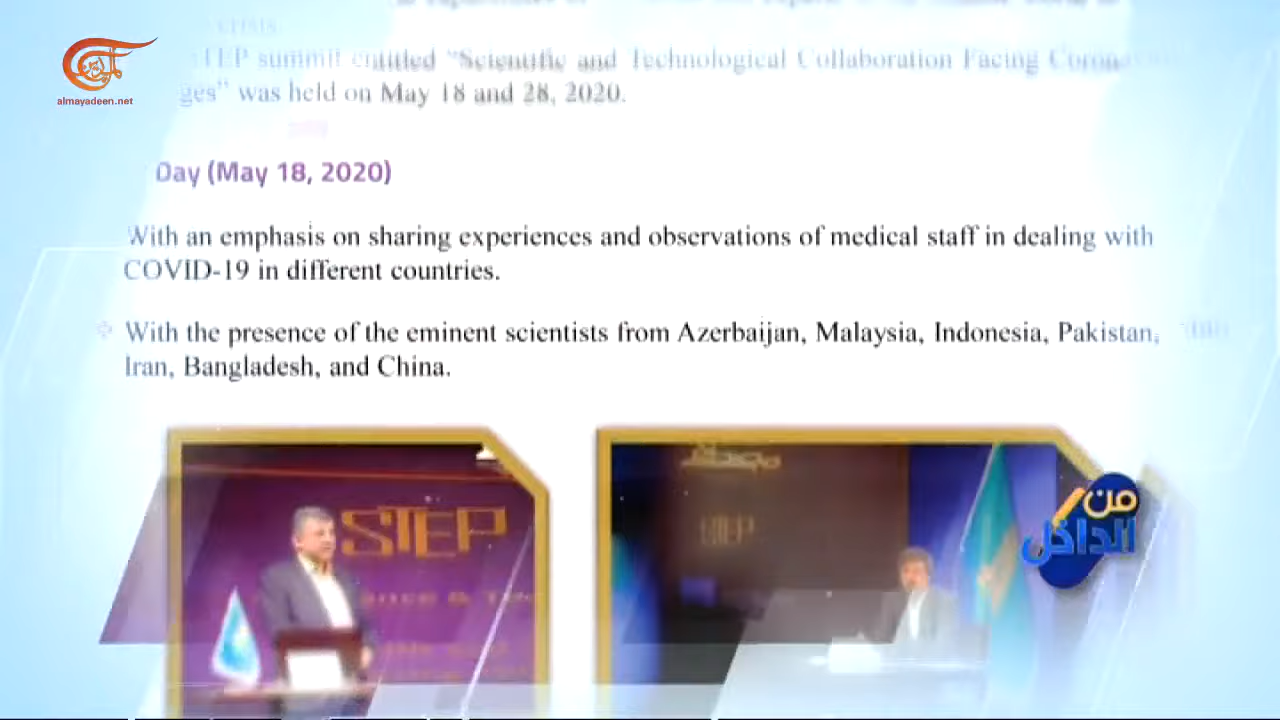 crisis.
TEP summit entitled “Scientific and Technological Collaboration Facing
ges” was held on May 18 and 28, 2020.
Day (May 18, 2020)
With an emphasis on sharing experiences and observations of medical staff in dealing with
COVID-19 in different countries.
With the presence of the eminent scientists from Azerbaijan, Malaysia, Indonesia, Pakistan,
Iran, Bangladesh, and China.
almayadeen.net
STEP
STEP
من
الداخل